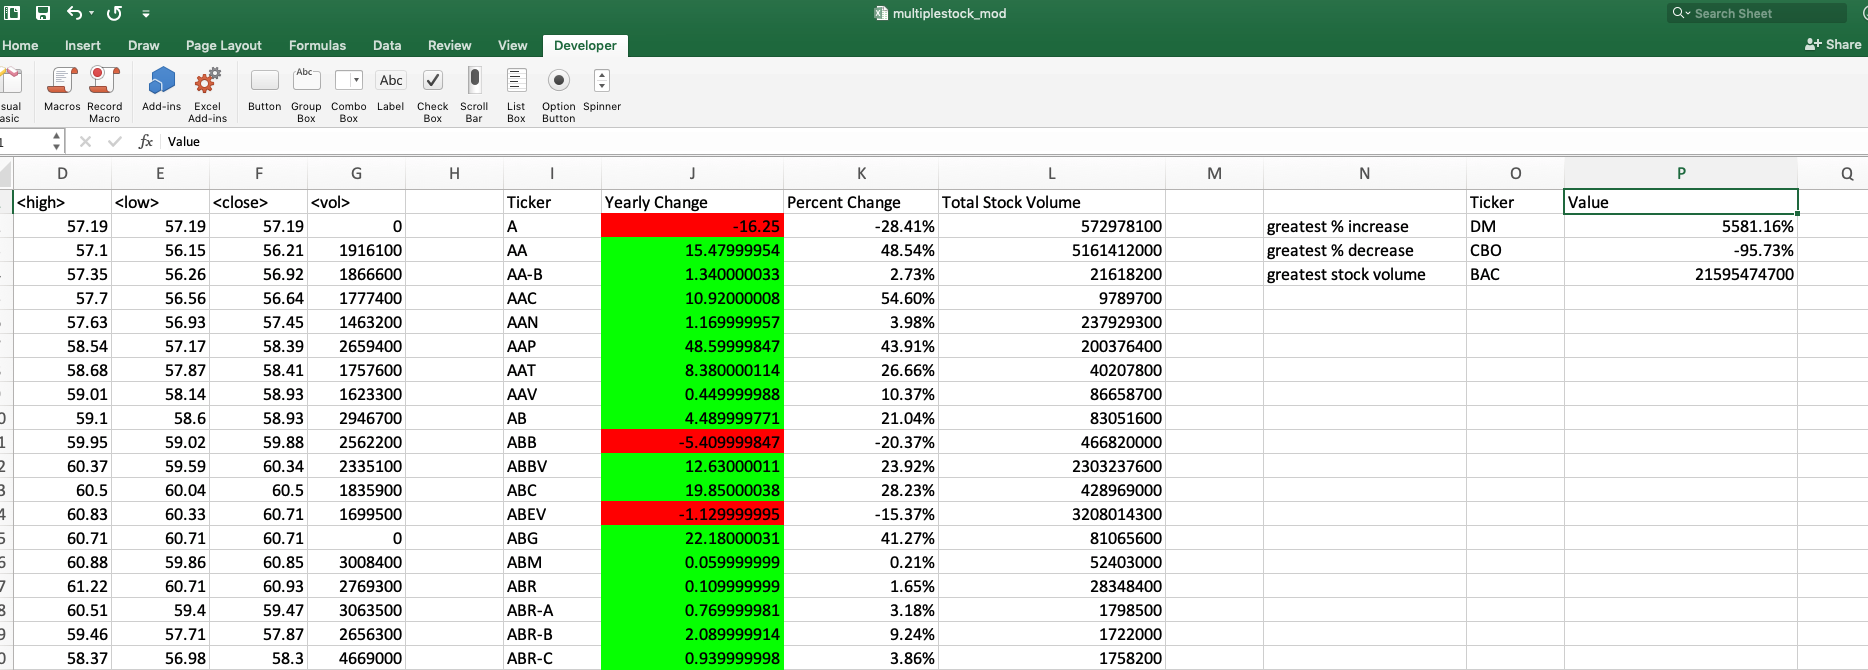 multiplestock_mod
Search Sheet
Home Insert Draw Page Layout Formulas Data Review View Developer
Share
Macros Record Macro Add-ins Excel Add-ins Button Group Box Combo Box Label Check Box Scroll Bar List Box Option Button Spinner
Abc Abc
fx Value
D E F G H I J K L M N O P Q
<high> <low> <close> <vol> Ticker Yearly Change Percent Change Total Stock Volume Ticker Value
57.19 57.19 57.19 0 A -16.25 -28.41% 572978100 greatest % increase DM 5581.16%
57.1 56.15 56.21 1916100 AA 15.47999954 48.54% 5161412000 greatest % decrease CBO -95.73%
57.35 56.26 56.92 1866600 AA-B 1.340000033 2.73% 21618200 greatest stock volume BAC 21595474700
57.7 56.56 56.64 1777400 AAC 10.92000008 54.60% 9789700
57.63 56.93 57.45 1463200 AAN 1.169999957 3.98% 237929300
58.54 57.17 58.39 2659400 AAP 48.59999847 43.91% 200376400
58.68 57.87 58.41 1757600 AAT 8.380000114 26.66% 40207800
59.01 58.14 58.93 1623300 AAV 0.449999988 10.37% 86658700
59.1 58.6 58.93 2946700 AB 4.489999771 21.04% 83051600
59.95 59.02 59.88 2562200 ABB -5.409999847 -20.37% 466820000
60.37 59.59 60.34 2335100 ABBV 12.63000011 23.92% 2303237600
60.5 60.04 60.5 1835900 ABC 19.85000038 28.23% 428969000
60.83 60.33 60.71 1699500 ABEV -1.129999995 -15.37% 3208014300
60.71 60.71 60.71 0 ABG 22.18000031 41.27% 81065600
60.88 59.86 60.85 3008400 ABM 0.059999999 0.21% 52403000
61.22 60.71 60.93 2769300 ABR 0.109999999 1.65% 28348400
60.51 59.4 59.47 3063500 ABR-A 0.769999981 3.18% 1798500
59.46 57.71 57.87 2656300 ABR-B 2.089999914 9.24% 1722000
58.37 56.98 58.3 4669000 ABR-C 0.939999998 3.86% 1758200